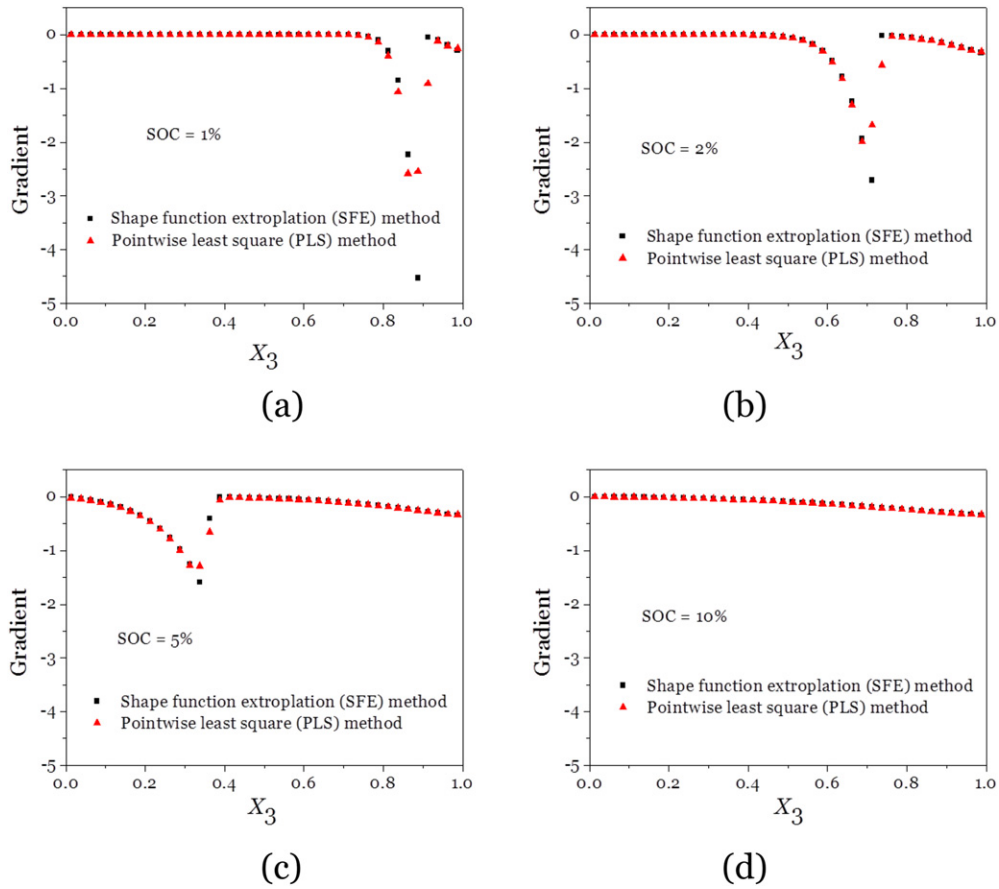 0
-1
-2
-3
-4
-5
Gradient
SOC = 1%
Shape function extroplation (SFE) method
Pointwise least square (PLS) method
0.0 0.2 0.4 0.6 0.8 1.0
X3
(a)
0
-1
-2
-3
-4
-5
Gradient
SOC = 2%
Shape function extroplation (SFE) method
Pointwise least square (PLS) method
0.0 0.2 0.4 0.6 0.8 1.0
X3
(b)
0
-1
-2
-3
-4
-5
Gradient
SOC = 5%
Shape function extroplation (SFE) method
Pointwise least square (PLS) method
0.0 0.2 0.4 0.6 0.8 1.0
X3
(c)
0
-1
-2
-3
-4
-5
Gradient
SOC = 10%
Shape function extroplation (SFE) method
Pointwise least square (PLS) method
0.0 0.2 0.4 0.6 0.8 1.0
X3
(d)